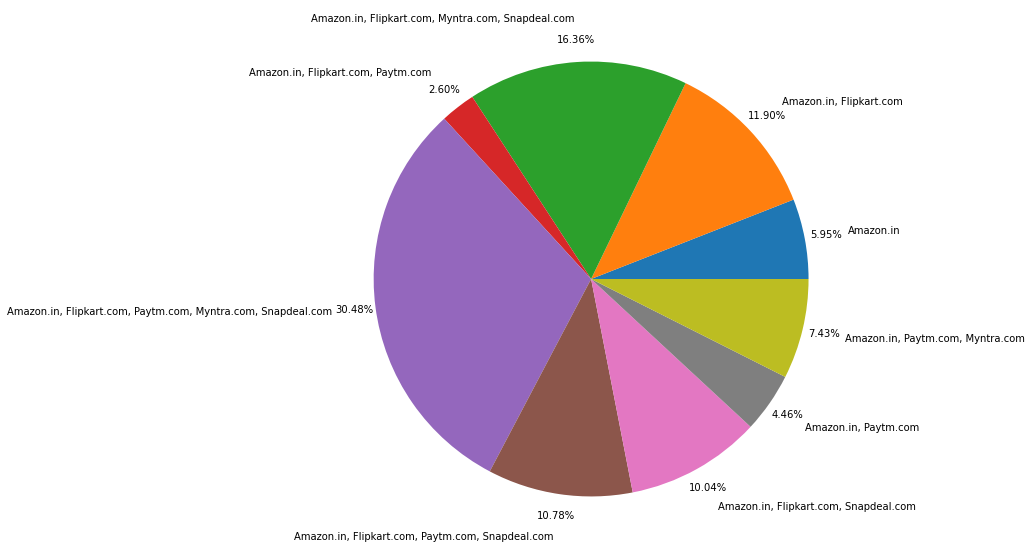 Amazon.in, Flipkart.com, Myntra.com, Snapdeal.com
16.36%
Amazon.in, Flipkart.com, Paytm.com
2.60%
Amazon.in, Flipkart.com
11.90%
5.95%
Amazon.in
Amazon.in, Flipkart.com, Paytm.com, Myntra.com, Snapdeal.com
30.48%
7.43%
Amazon.in, Paytm.com, Myntra.com
4.46%
Amazon.in, Paytm.com
10.04%
Amazon.in, Flipkart.com, Snapdeal.com
10.78%
Amazon.in, Flipkart.com, Paytm.com, Snapdeal.com